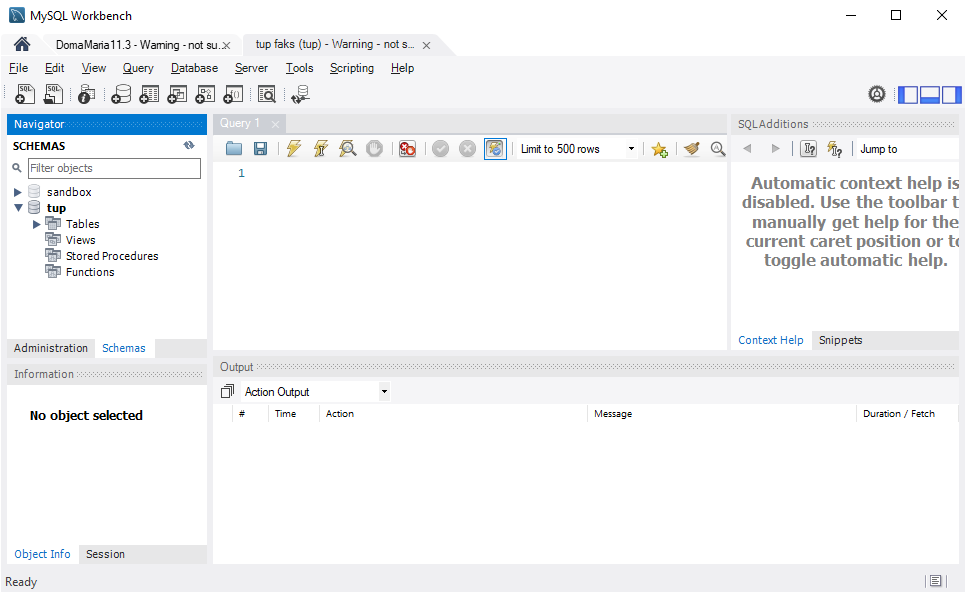 MySQL Workbench
DomaMaria11.3 - Warning - not su...
tup faks (tup) - Warning - not s...
File Edit View Query Database Server Tools Scripting Help
Navigator
SCHEMAS
Filter objects
sandbox
tup
Tables
Views
Stored Procedures
Functions
Administration Schemas
Information
No object selected
Object Info Session
Query 1
Limit to 500 rows
1
SQLAdditions
Jump to
Automatic context help is
disabled. Use the toolbar t
manually get help for the
current caret position or to
toggle automatic help.
Context Help Snippets
Output
Action Output
# Time Action Message Duration / Fetch
Ready